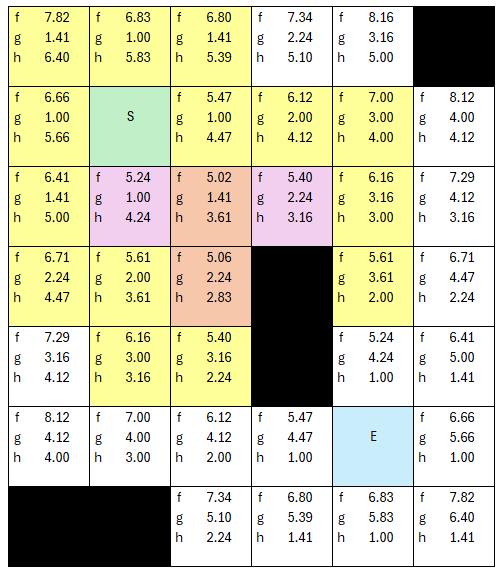 f 7.82 f 6.83 f 6.80 f 7.34 f 8.16
g 1.41 g 1.00 g 1.41 g 2.24 g 3.16
h 6.40 h 5.83 h 5.39 h 5.10 h 5.00
f 6.66 f 5.47 f 6.12 f 7.00 f 8.12
g 1.00 S g 1.00 g 2.00 g 3.00 g 4.00
h 5.66 h 4.47 h 4.12 h 4.00 h 4.12
f 6.41 f 5.24 f 5.02 f 5.40 f 6.16 f 7.29
g 1.41 g 1.00 g 1.41 g 2.24 g 3.16 g 4.12
h 5.00 h 4.24 h 3.61 h 3.16 h 3.00 h 3.16
f 6.71 f 5.61 f 5.06 f 5.61 f 6.71
g 2.24 g 2.00 g 2.24 g 3.61 g 4.47
h 4.47 h 3.61 h 2.83 h 2.00 h 2.24
f 7.29 f 6.16 f 5.40 f 5.24 f 6.41
g 3.16 g 3.00 g 3.16 g 4.24 g 5.00
h 4.12 h 3.16 h 2.24 h 1.00 h 1.41
f 8.12 f 7.00 f 6.12 f 5.47 f 6.66
g 4.12 g 4.00 g 4.12 g 4.47 E g 5.66
h 4.00 h 3.00 h 2.00 h 1.00 h 1.00
f 7.34 f 6.80 f 6.83 f 7.82
g 5.10 g 5.39 g 5.83 g 6.40
h 2.24 h 1.41 h 1.00 h 1.41